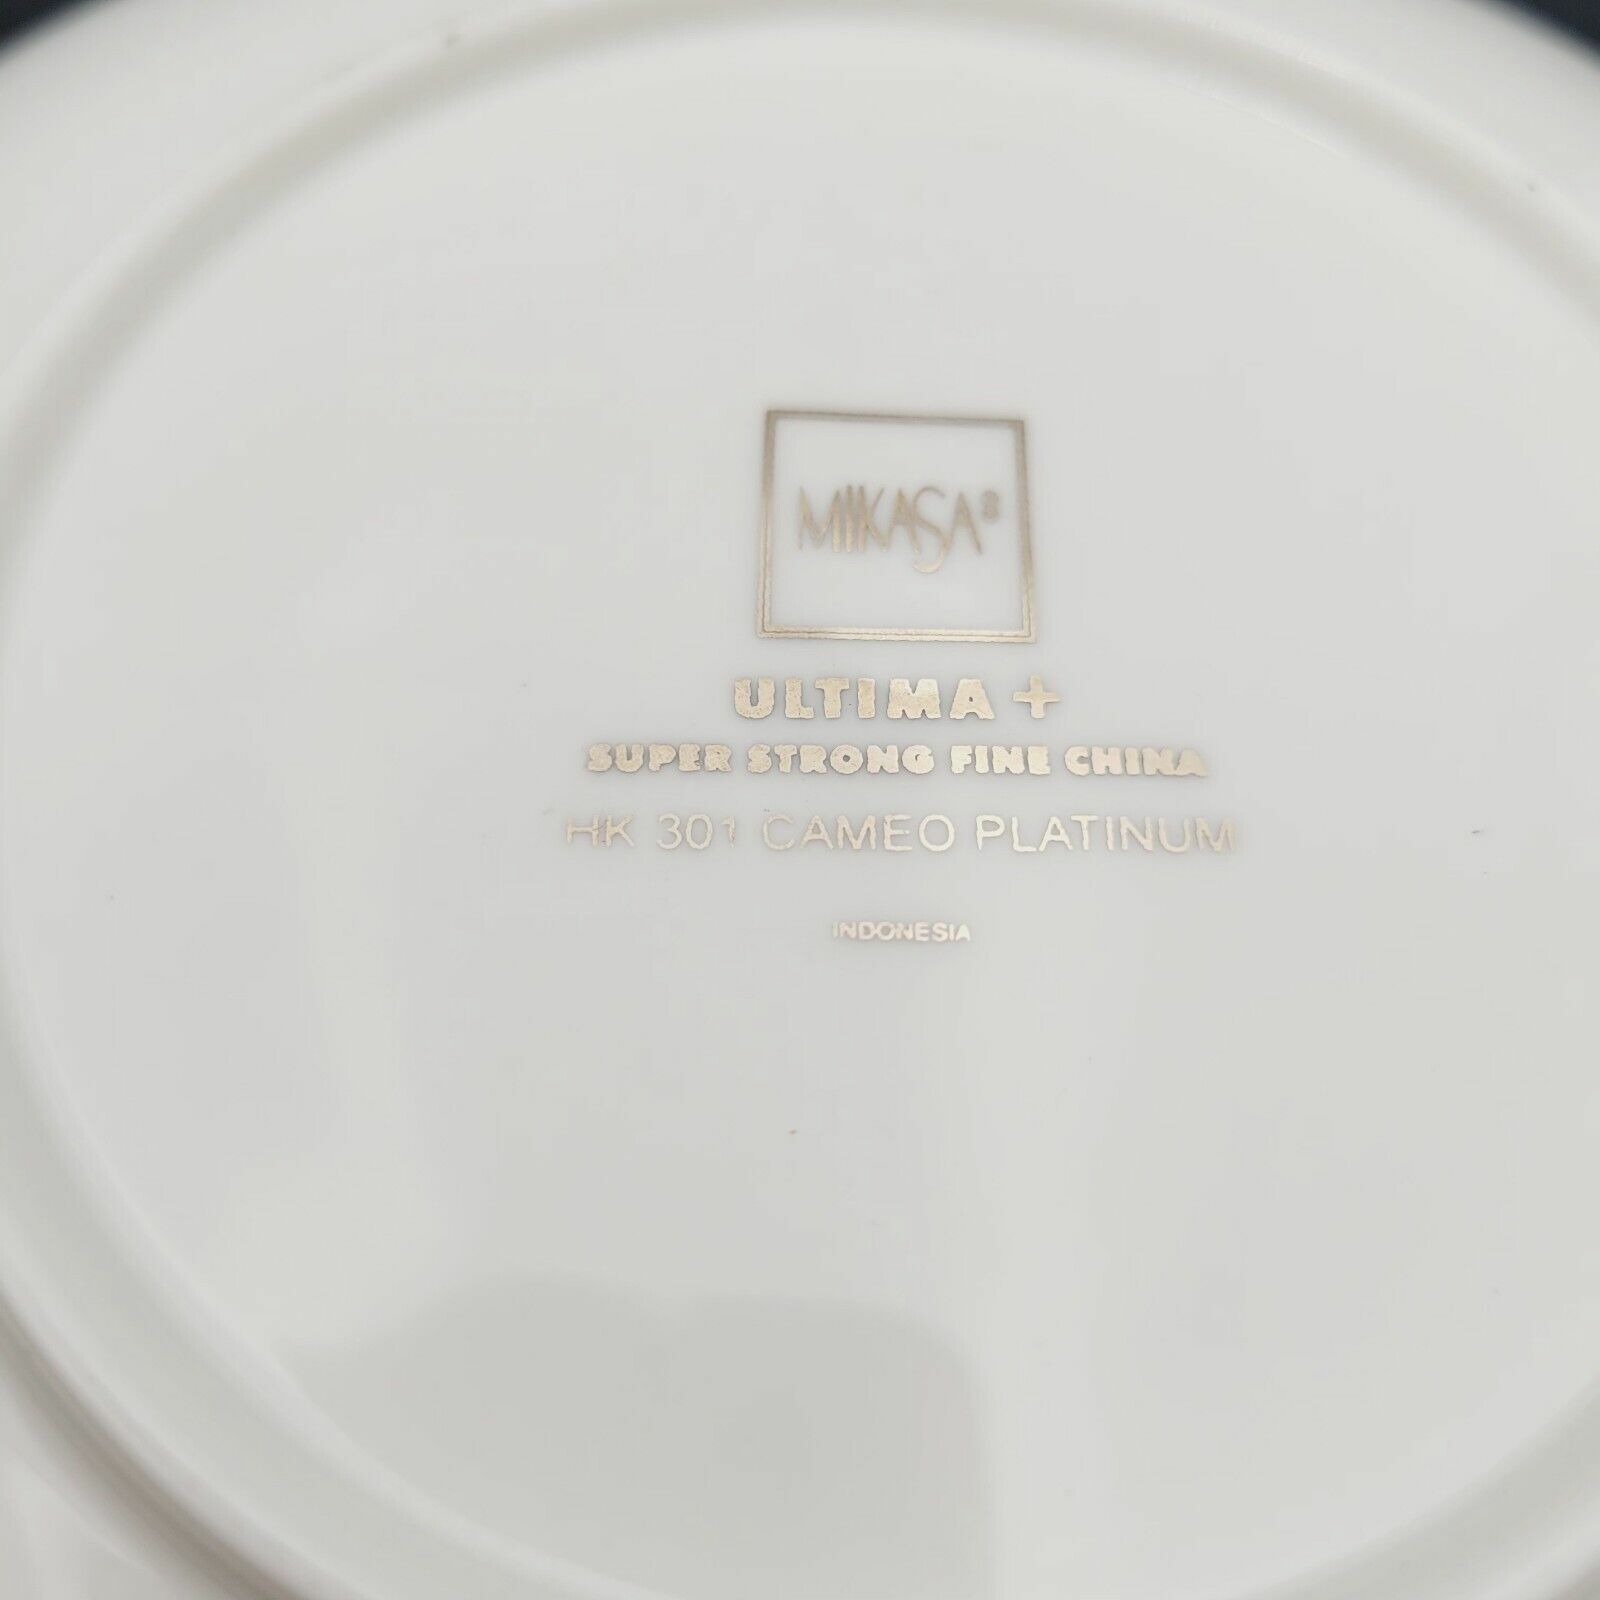 MIKASA®
ULTIMA +
SUPER STRONG FINE CHINA
HK 301 CAMEO PLATINUM
INDONESIA